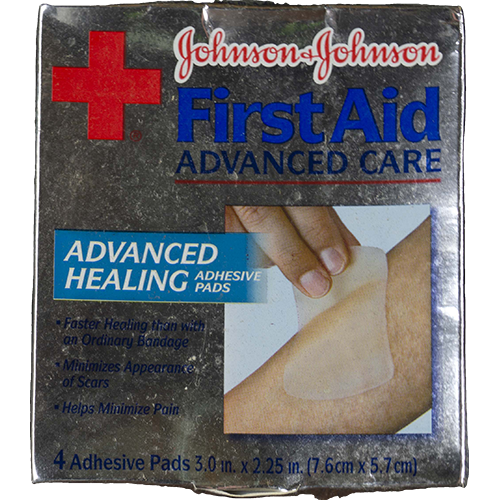 Johnson+Johnson
First Aid
ADVANCED CARE
ADVANCED
HEALING ADHESIVE
PADS
• Faster Healing than with
an Ordinary Bandage
• Minimizes Appearance
of Scars
• Helps Minimize Pain
4 Adhesive Pads 3.0 in. x 2.25 in. (7.6cm x 5.7cm)